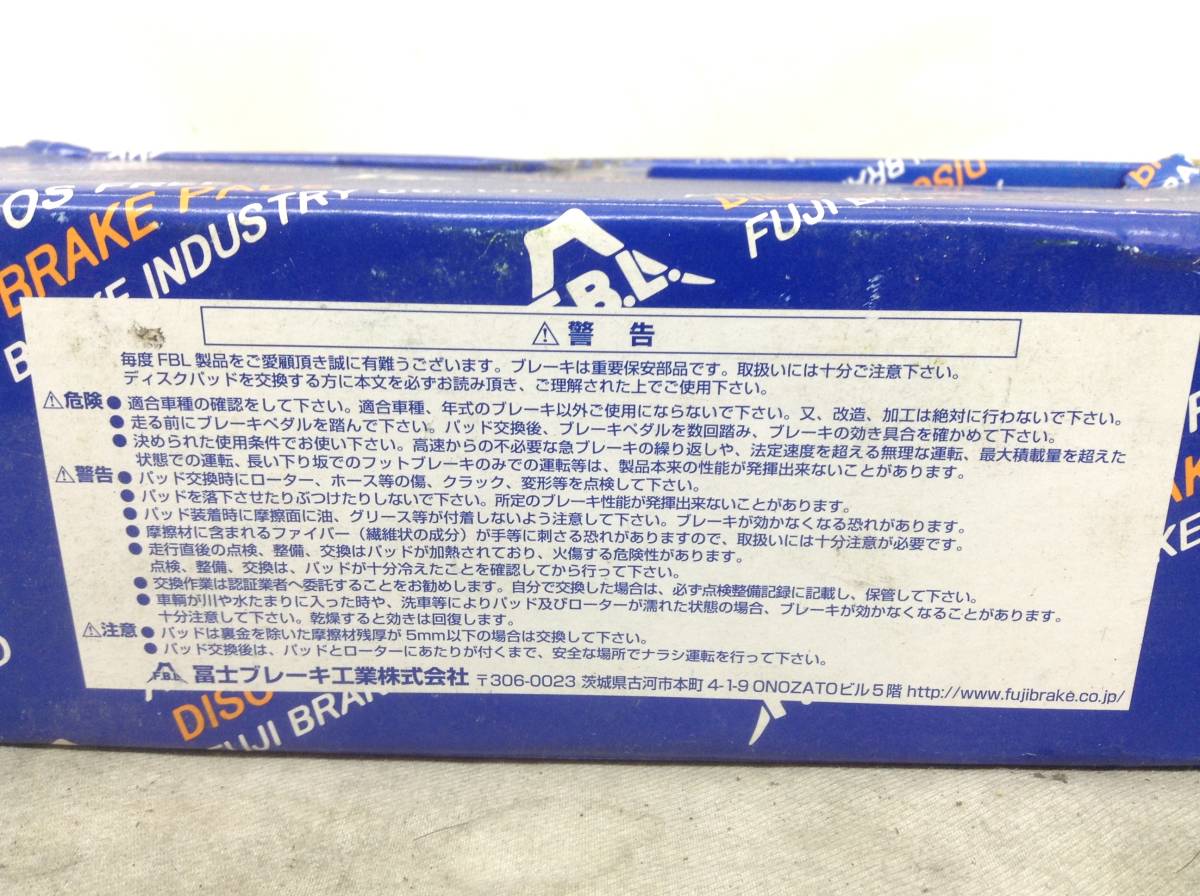 OS
DISC
BRAKE PAD
FUJI BRA
BRAKE PAD
INDUSTRY
F.B.L.
⚠ 警 告
毎度 FBL 製品をご愛顧頂き誠に有難うございます。ブレーキは重要保安部品です。取扱いには十分ご注意下さい。
ディスクパッドを交換する方に本文を必ずお読み頂き、ご理解された上でご使用下さい。
⚠危険 ● 適合車種の確認をして下さい。適合車種、年式のブレーキ以外ご使用にならないで下さい。又、改造、加工は絶対に行わないで下さい。
● 走る前にブレーキペダルを踏んで下さい。パッド交換後、ブレーキペダルを数回踏み、ブレーキの効き具合を確かめて下さい。
● 決められた使用条件でお使い下さい。高速からの不必要な急ブレーキの繰り返しや、法定速度を超える無理な運転、最大積載量を超えた
状態での運転、長い下り坂でのフットブレーキのみでの運転等は、製品本来の性能が発揮出来ないことがあります。
⚠警告 ● パッド交換時にローター、ホース等の傷、クラック、変形等を点検して下さい。
● パッドを落下させたりぶつけたりしないで下さい。所定のブレーキ性能が発揮出来ないことがあります。
● パッド装着時に摩擦面に油、グリース等が付着しないよう注意して下さい。ブレーキが効かなくなる恐れがあります。
● 摩擦材に含まれるファイバー（繊維状の成分）が手等に刺さる恐れがありますので、取扱いには十分注意が必要です。
● 走行直後の点検、整備、交換はパッドが加熱されており、火傷する危険性があります。
点検、整備、交換は、パッドが十分冷えたことを確認してから行って下さい。
● 交換作業は認証業者へ委託することをお勧めします。自分で交換した場合は、必ず点検整備記録に記載し、保管して下さい。
● 車輌が川や水たまりに入った時や、洗車等によりパッド及びローターが濡れた状態の場合、ブレーキが効かなくなることがあります。
十分注意して下さい。乾燥すると効きは回復します。
⚠注意 ● パッドは裏金を除いた摩擦材残厚が 5mm以下の場合は交換して下さい。
● パッド交換後は、パッドとローターにあたりが付くまで、安全な場所でナラシ運転を行って下さい。
F.B.L. 冨士ブレーキ工業株式会社 〒306-0023 茨城県古河市本町 4-1-9 ONOZATOビル５階 http://www.fujibrake.co.jp/
DISC
FUJI BRAK